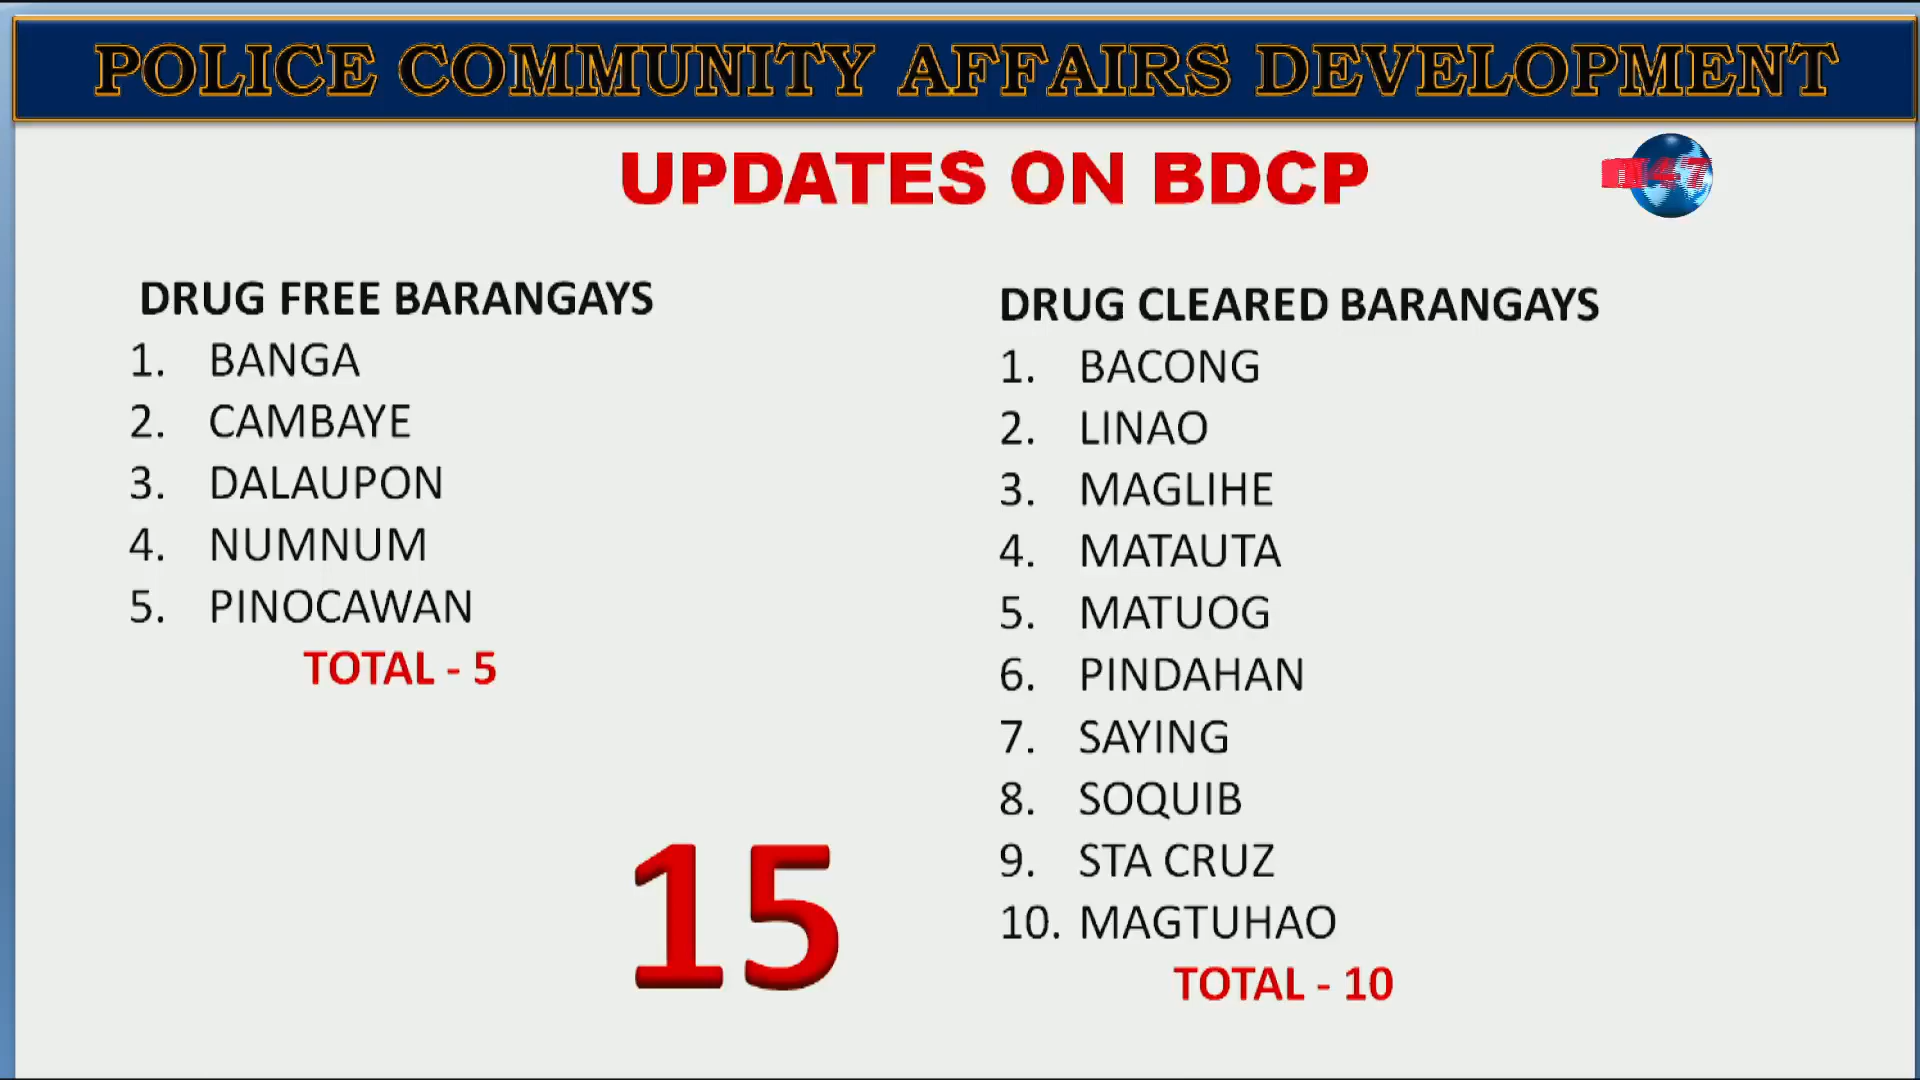 POLICE COMMUNITY AFFAIRS DEVELOPMENT
UPDATES ON BDCP
DRUG FREE BARANGAYS
1. BANGA
2. CAMBAYE
3. DALAUPON
4. NUMNUM
5. PINOCAWAN
TOTAL - 5
15
DRUG CLEARED BARANGAYS
1. BACONG
2. LINAO
3. MAGLIHE
4. MATAUTA
5. MATUOG
6. PINDAHAN
7. SAYING
8. SOQUIB
9. STA CRUZ
10. MAGTUHAO
TOTAL - 10